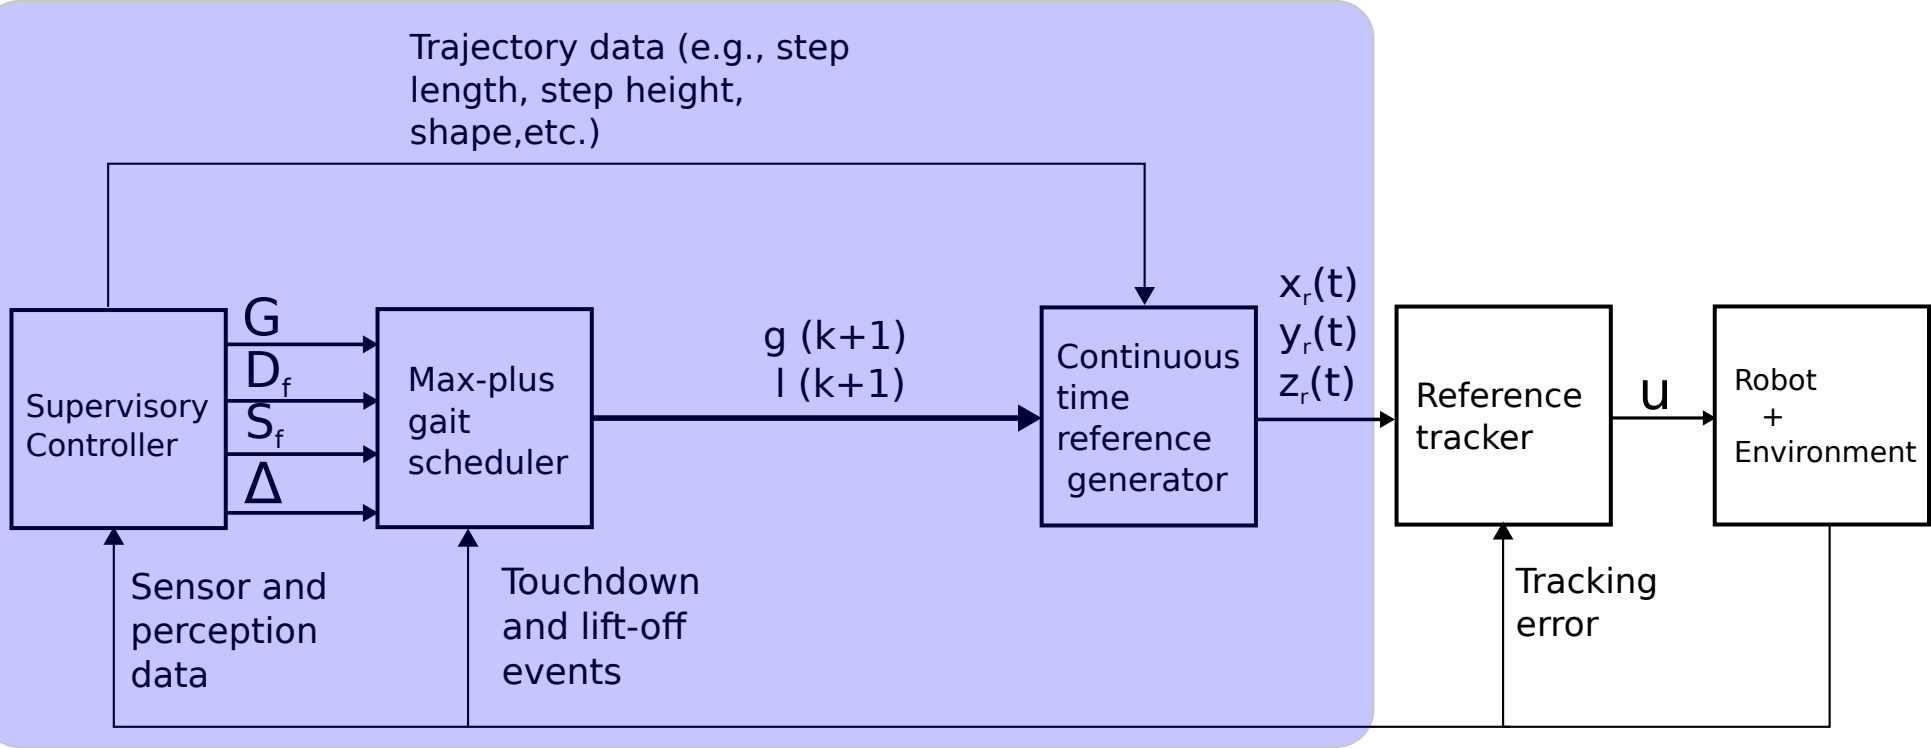 Trajectory data (e.g., step
length, step height,
shape,etc.)
G
D_f
S_f
Δ
Supervisory
Controller
Max-plus
gait
scheduler
g (k+1)
l (k+1)
Continuous
time
reference
generator
x_r(t)
y_r(t)
z_r(t)
Reference
tracker
u
Robot
+
Environment
Sensor and
perception
data
Touchdown
and lift-off
events
Tracking
error